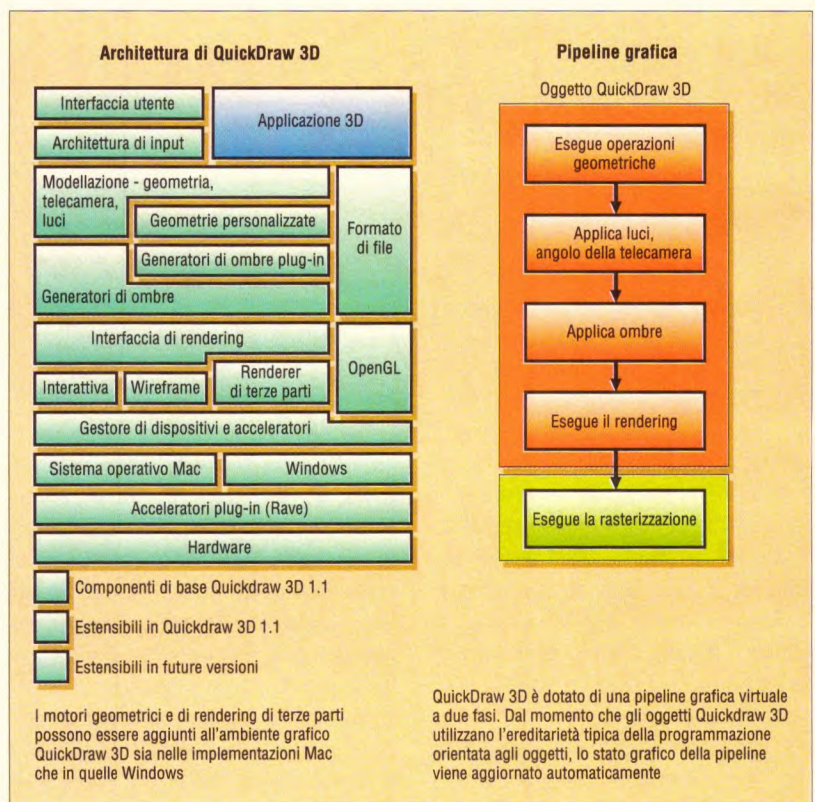 Architettura di QuickDraw 3D
Interfaccia utente
Architettura di input
Applicazione 3D
Modellazione - geometria,
telecamera,
luci
Geometrie personalizzate
Generatori di ombre plug-in
Generatori di ombre
Formato
di file
Interfaccia di rendering
Interattiva
Wireframe
Renderer
di terze parti
OpenGL
Gestore di dispositivi e acceleratori
Sistema operativo Mac
Windows
Acceleratori plug-in (Rave)
Hardware
Componenti di base Quickdraw 3D 1.1
Estensibili in Quickdraw 3D 1.1
Estensibili in future versioni
I motori geometrici e di rendering di terze parti
possono essere aggiunti all'ambiente grafico
QuickDraw 3D sia nelle implementazioni Mac
che in quelle Windows
Pipeline grafica
Oggetto QuickDraw 3D
Esegue operazioni
geometriche
Applica luci,
angolo della telecamera
Applica ombre
Esegue il rendering
Esegue la rasterizzazione
QuickDraw 3D è dotato di una pipeline grafica virtuale
a due fasi. Dal momento che gli oggetti Quickdraw 3D
utilizzano l'ereditarietà tipica della programmazione
orientata agli oggetti, lo stato grafico della pipeline
viene aggiornato automaticamente